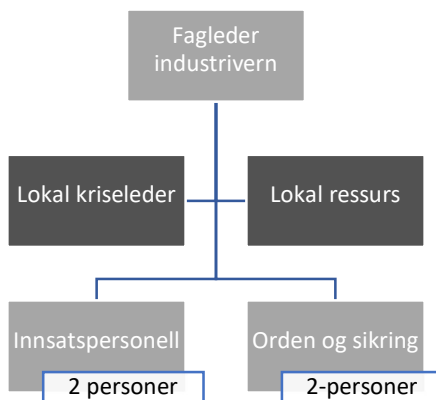 Fagleder
industrivern
Lokal kriseleder
Lokal ressurs
Innsatspersonell
2 personer
Orden og sikring
2-personer